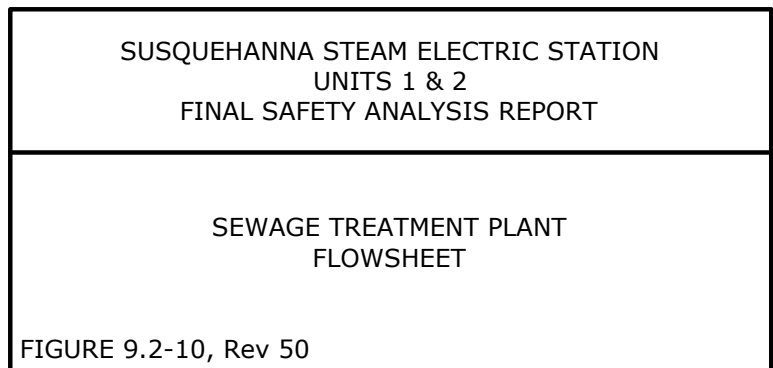 SUSQUEHANNA STEAM ELECTRIC STATION
UNITS 1 & 2
FINAL SAFETY ANALYSIS REPORT
SEWAGE TREATMENT PLANT
FLOWSHEET
FIGURE 9.2-10, Rev 50